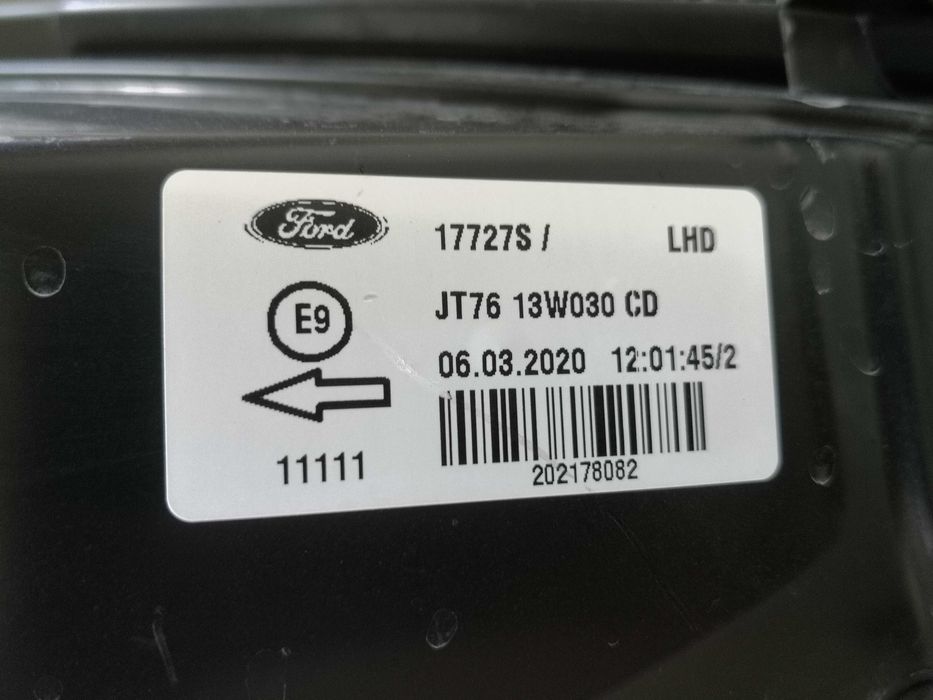 Ford
17727S / LHD
E9
JT76 13W030 CD
06.03.2020 12:01:45/2
11111
202178082